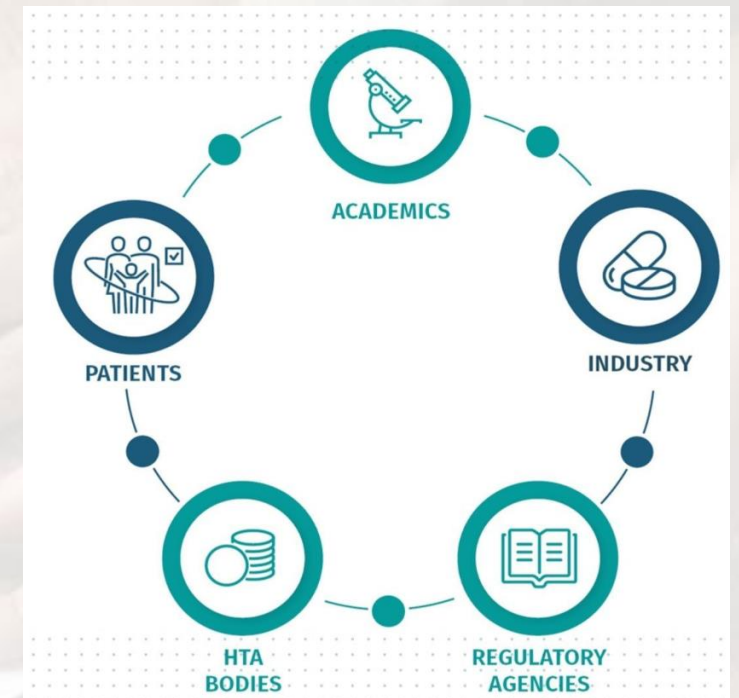 ACADEMICS
INDUSTRY
PATIENTS
HTA
BODIES
REGULATORY
AGENCIES